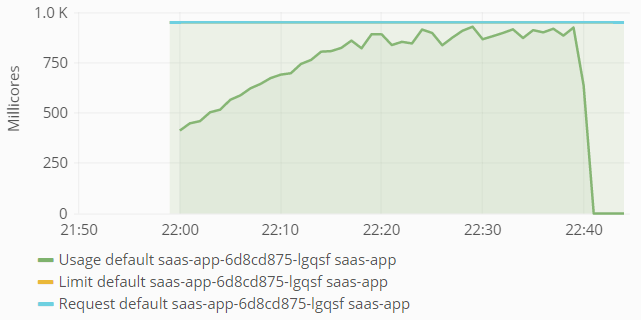 1.0 K
750
500
250
0
Millicores
21:50 22:00 22:10 22:20 22:30 22:40
Usage default saas-app-6d8cd875-lgqsf saas-app
Limit default saas-app-6d8cd875-lgqsf saas-app
Request default saas-app-6d8cd875-lgqsf saas-app